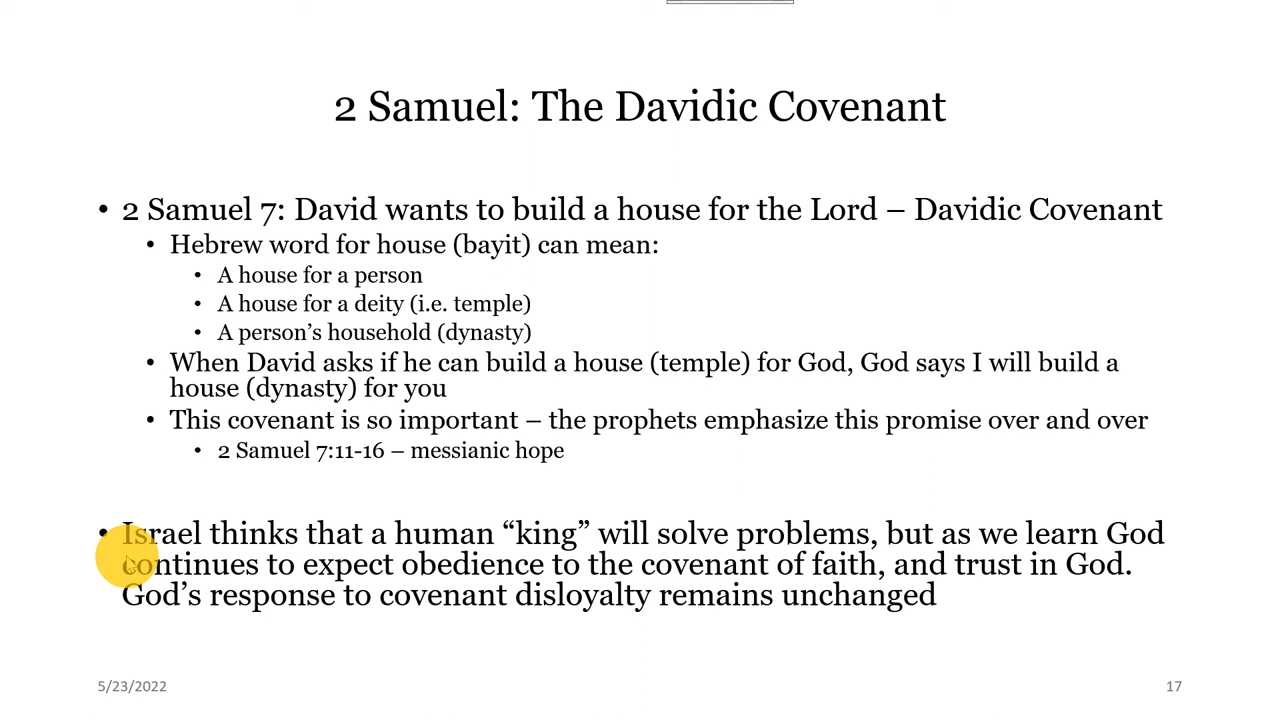 2 Samuel: The Davidic Covenant
• 2 Samuel 7: David wants to build a house for the Lord – Davidic Covenant
• Hebrew word for house (bayit) can mean:
• A house for a person
• A house for a deity (i.e. temple)
• A person’s household (dynasty)
• When David asks if he can build a house (temple) for God, God says I will build a
house (dynasty) for you
• This covenant is so important – the prophets emphasize this promise over and over
• 2 Samuel 7:11-16 – messianic hope
• Israel thinks that a human “king” will solve problems, but as we learn God
continues to expect obedience to the covenant of faith, and trust in God.
God’s response to covenant disloyalty remains unchanged
5/23/2022
17